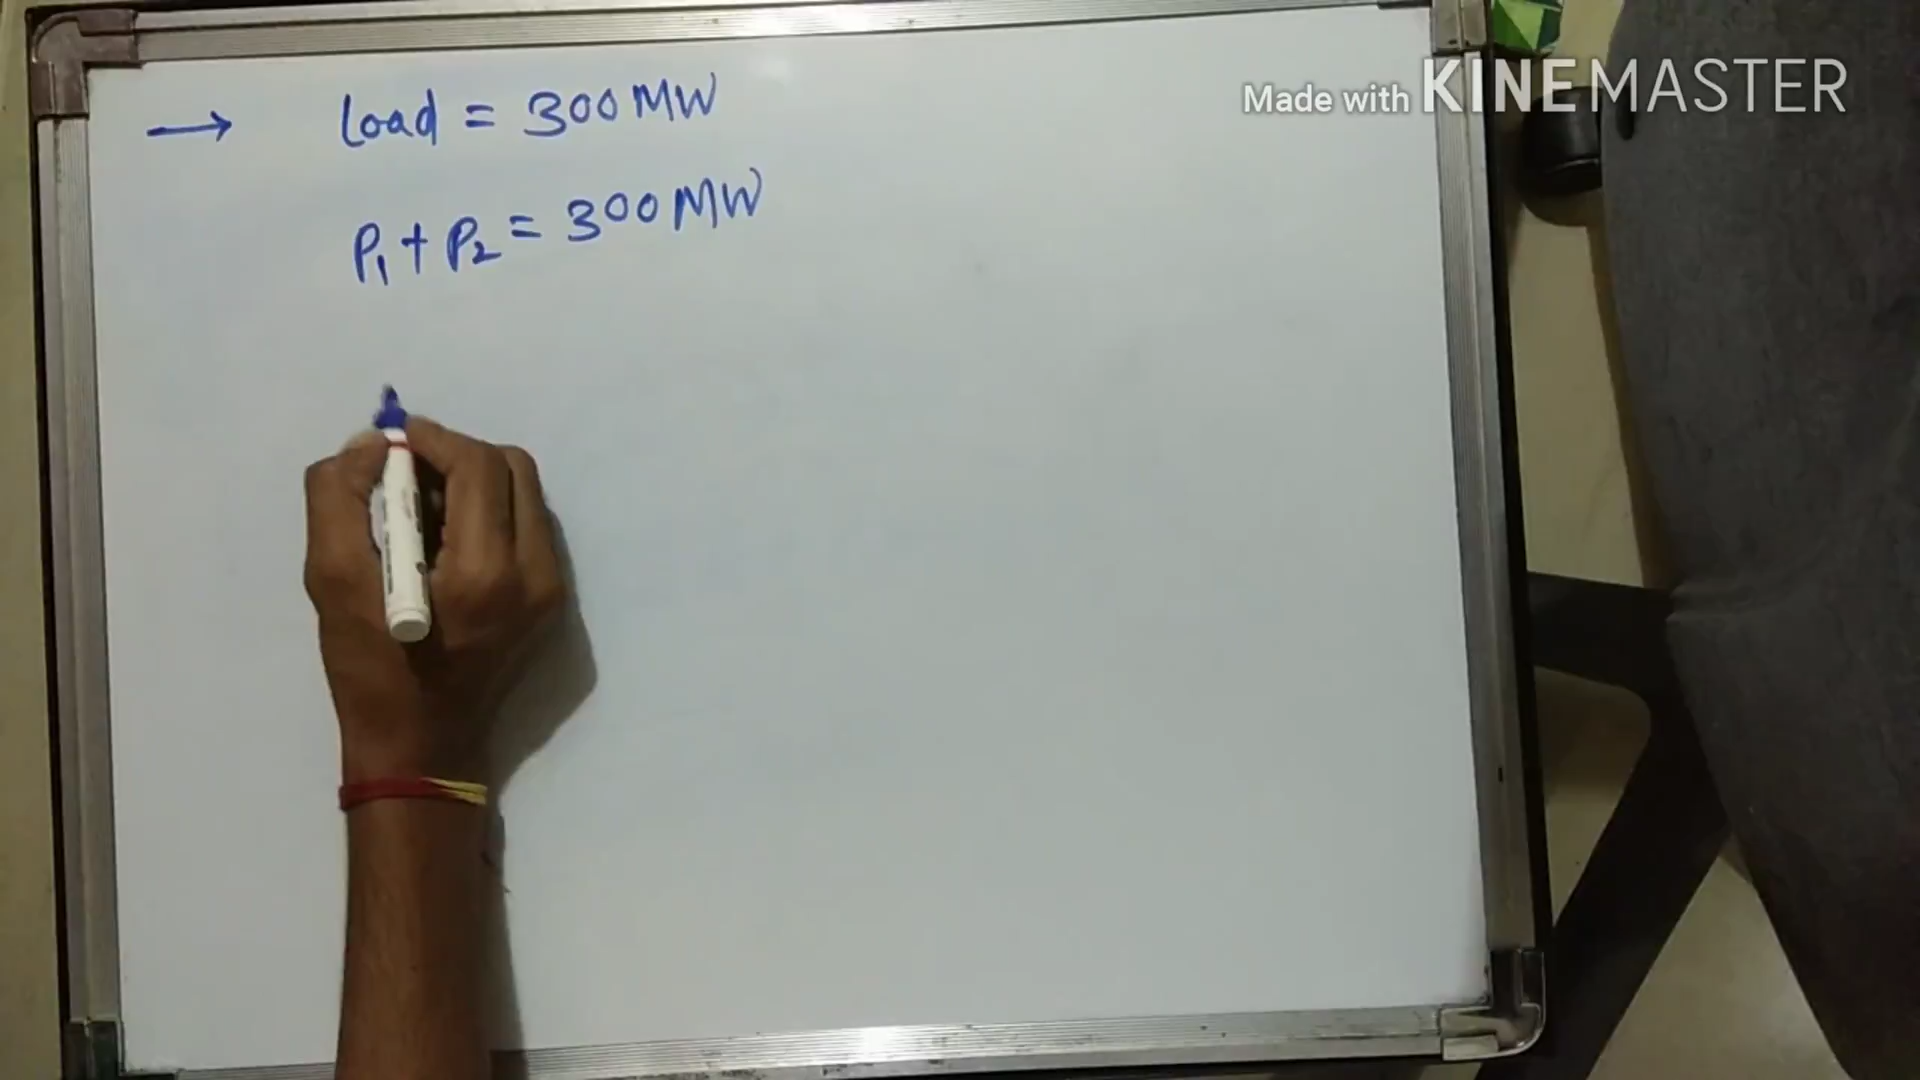 → Load = 300 MW
P₁ + P₂ = 300 MW
Made with KINEMASTER